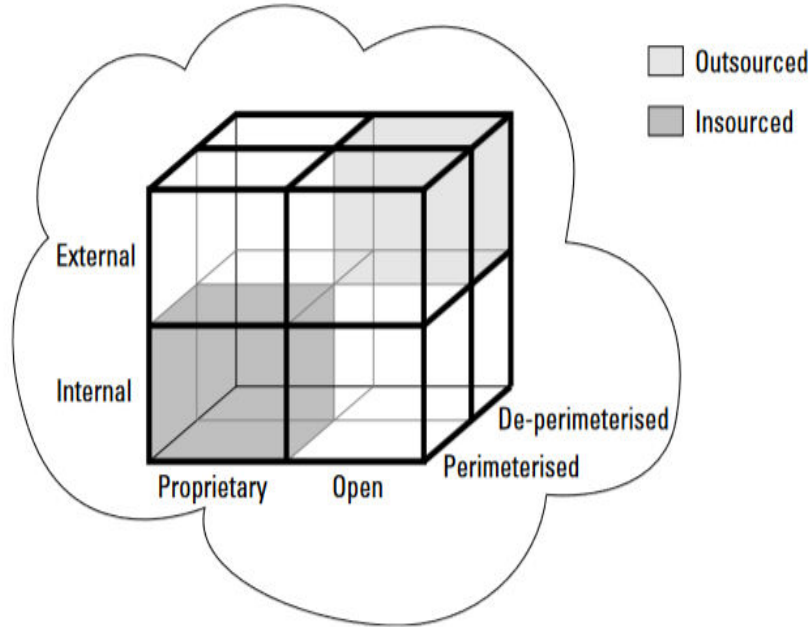 Outsourced
Insourced
External
Internal
De-perimeterised
Perimeterised
Proprietary
Open